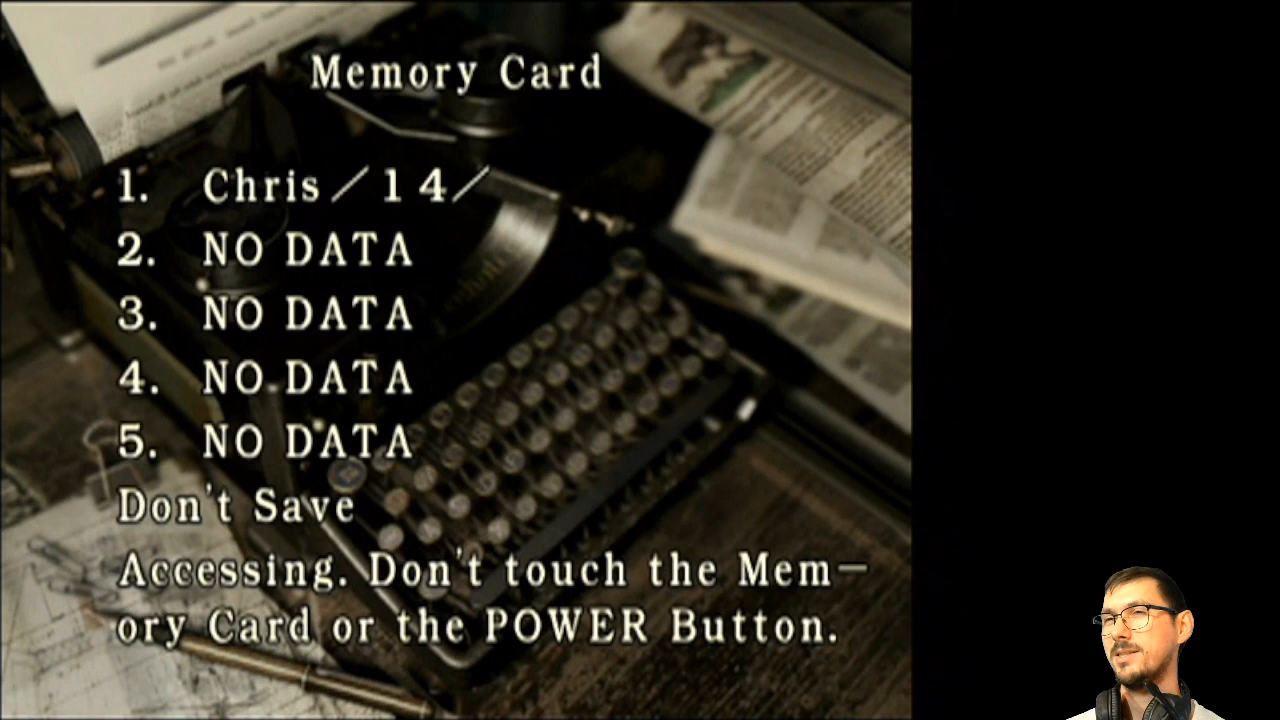 Memory Card
1. Chris／14／
2. NO DATA
3. NO DATA
4. NO DATA
5. NO DATA
Don't Save
Accessing. Don't touch the Mem—
ory Card or the POWER Button.